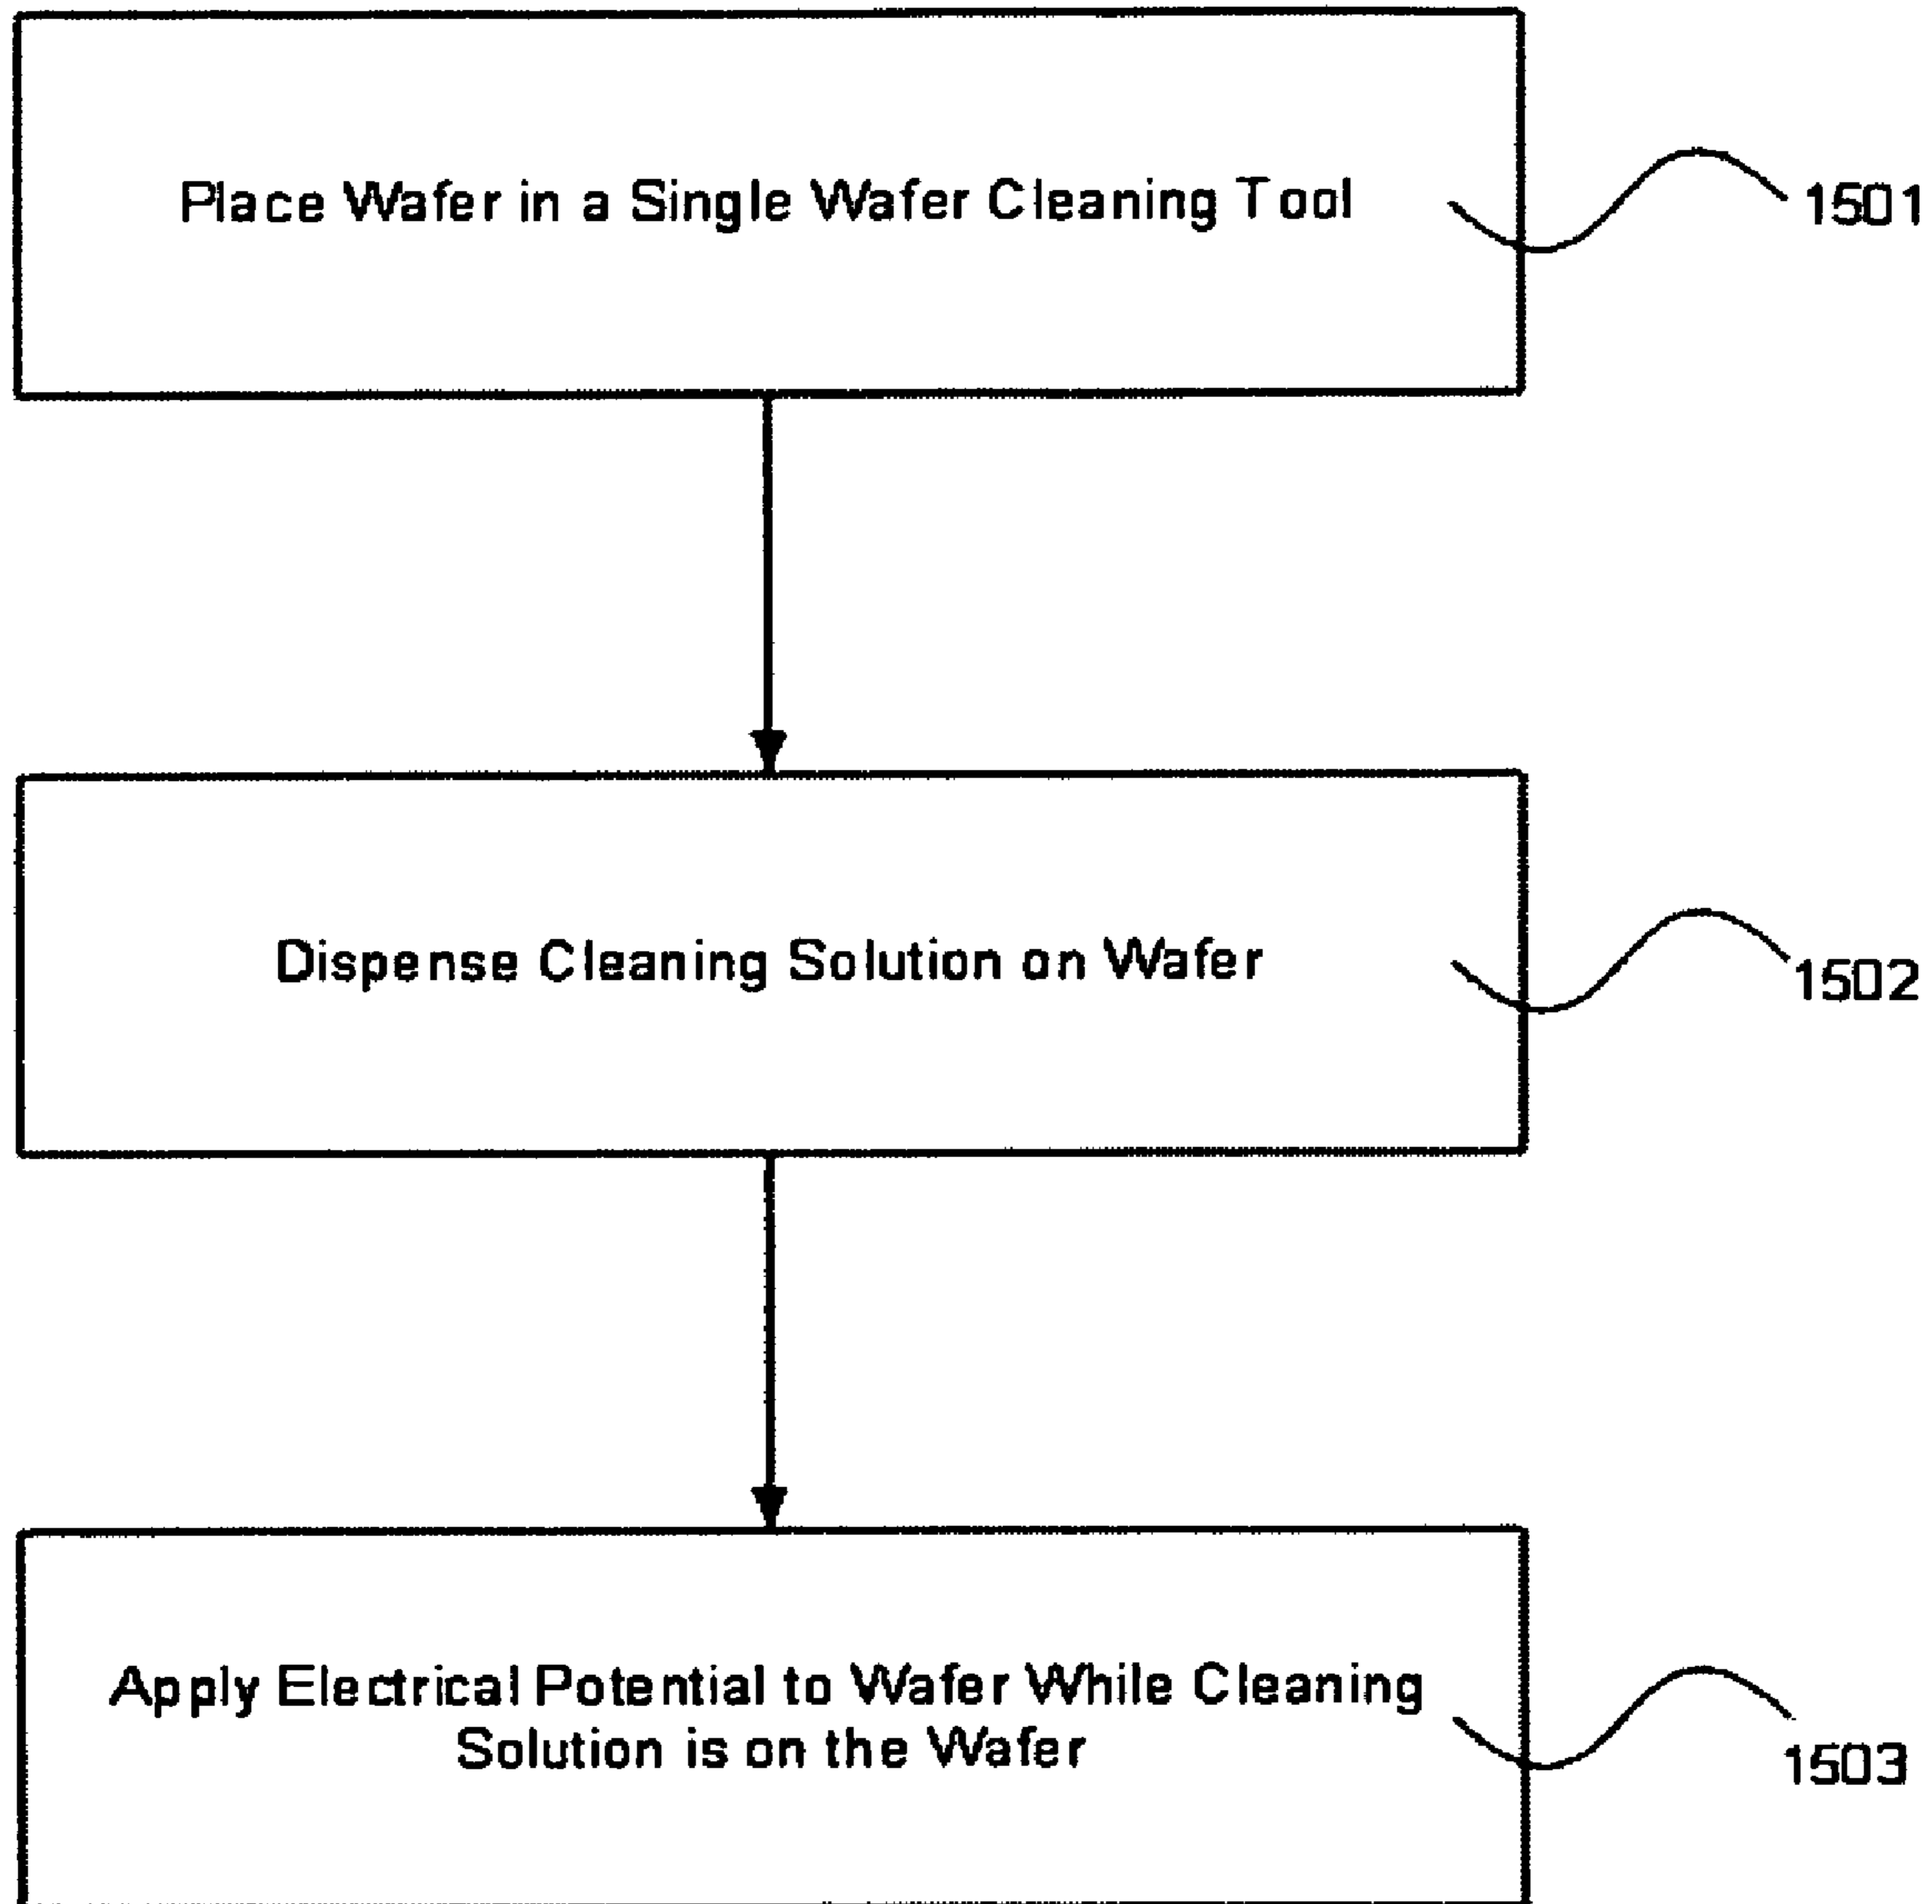 Place Wafer in a Single Wafer Cleaning Tool
1501
Dispense Cleaning Solution on Wafer
1502
Apply Electrical Potential to Wafer While Cleaning
Solution is on the Wafer
1503